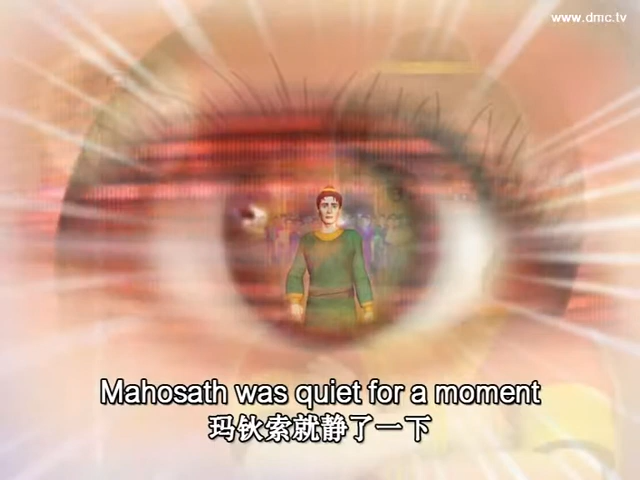 www.dmc.tv
Mahosath was quiet for a moment
玛钬索就静了一下